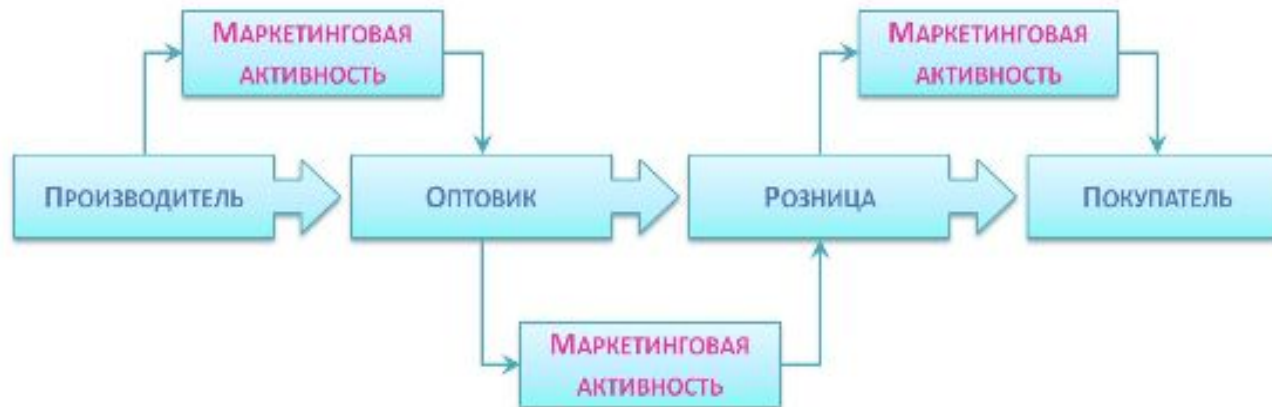 МАРКЕТИНГОВАЯ
АКТИВНОСТЬ
МАРКЕТИНГОВАЯ
АКТИВНОСТЬ
ПРОИЗВОДИТЕЛЬ
ОПТОВИК
РОЗНИЦА
ПОКУПАТЕЛЬ
МАРКЕТИНГОВАЯ
АКТИВНОСТЬ